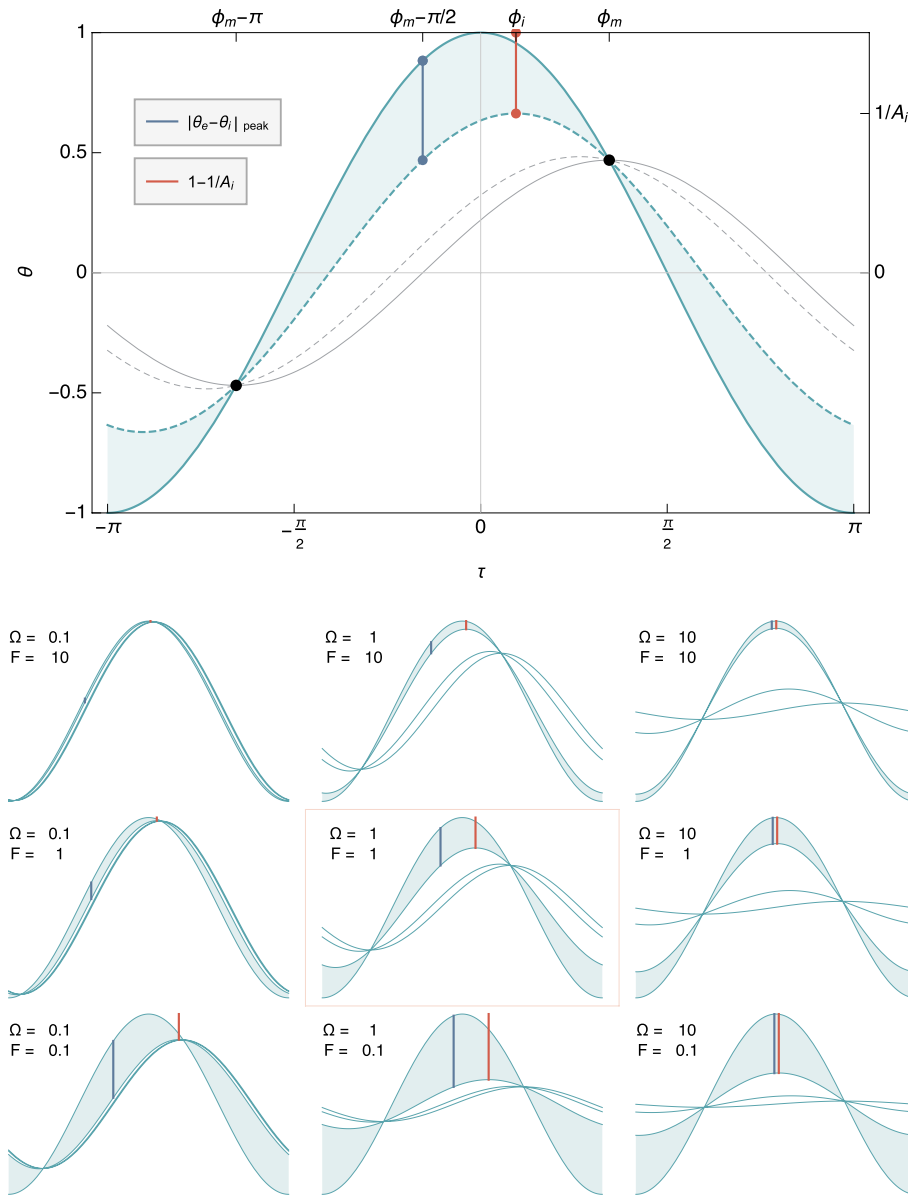 ϕm−π ϕm−π/2 ϕi ϕm
1
|θe−θi| peak
1−1/Ai
1/Ai
0.5
θ
0 0
−0.5
−1
−π −π/2 0 π/2 π
τ
Ω = 0.1
F = 10
Ω = 1
F = 10
Ω = 10
F = 10
Ω = 0.1
F = 1
Ω = 1
F = 1
Ω = 10
F = 1
Ω = 0.1
F = 0.1
Ω = 1
F = 0.1
Ω = 10
F = 0.1